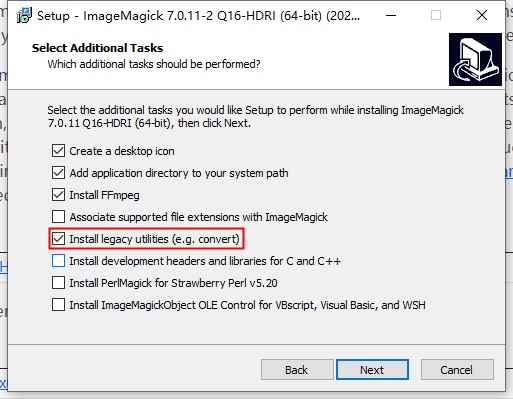 Setup - ImageMagick 7.0.11-2 Q16-HDRI (64-bit) (202...
Select Additional Tasks
Which additional tasks should be performed?
Select the additional tasks you would like Setup to perform while installing ImageMagick
7.0.11 Q16-HDRI (64-bit), then click Next.
Create a desktop icon
Add application directory to your system path
Install FFmpeg
Associate supported file extensions with ImageMagick
Install legacy utilities (e.g. convert)
Install development headers and libraries for C and C++
Install PerlMagick for Strawberry Perl v5.20
Install ImageMagickObject OLE Control for VBscript, Visual Basic, and WSH
Back
Next
Cancel